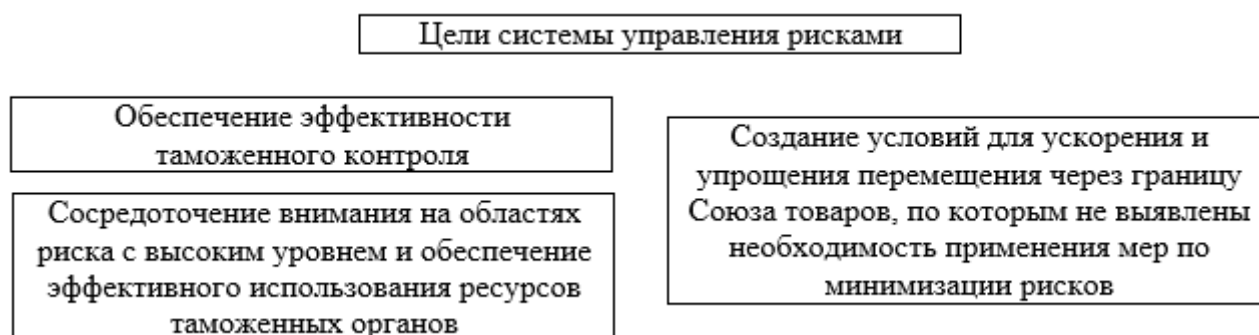 Цели системы управления рисками
Обеспечение эффективности
таможенного контроля
Сосредоточение внимания на областях
риска с высоким уровнем и обеспечение
эффективного использования ресурсов
таможенных органов
Создание условий для ускорения и
упрощения перемещения через границу
Союза товаров, по которым не выявлены
необходимость применения мер по
минимизации рисков